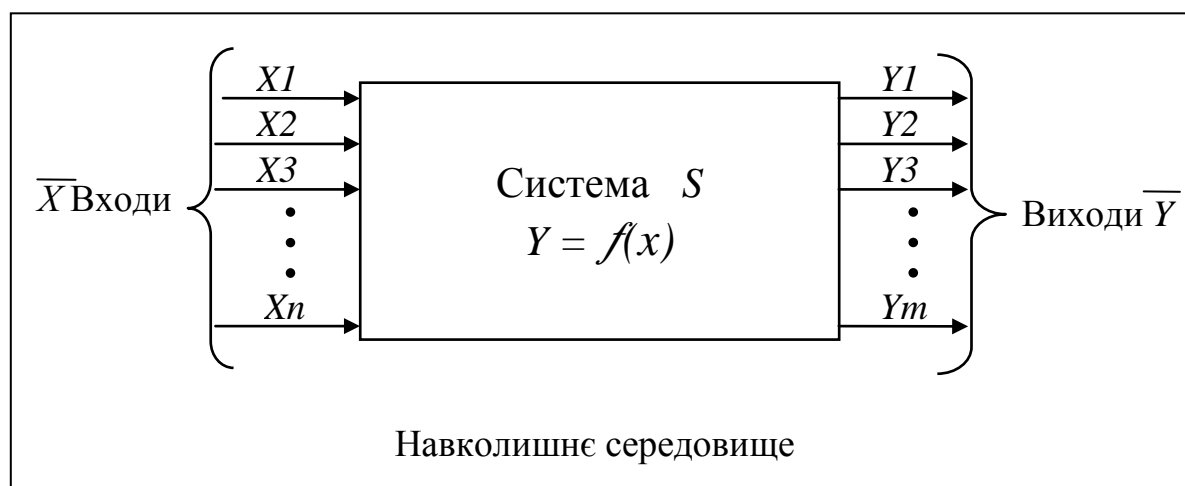 X1
X2
X3
Xn
X̅ Входи
Система S
Y = f(x)
Y1
Y2
Y3
Ym
Виходи Y̅
Навколишнє середовище